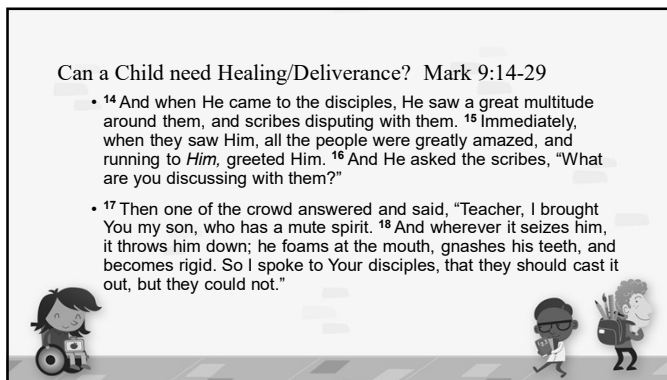 Can a Child need Healing/Deliverance? Mark 9:14-29
• 14 And when He came to the disciples, He saw a great multitude
around them, and scribes disputing with them. 15 Immediately,
when they saw Him, all the people were greatly amazed, and
running to Him, greeted Him. 16 And He asked the scribes, “What
are you discussing with them?”
• 17 Then one of the crowd answered and said, “Teacher, I brought
You my son, who has a mute spirit. 18 And wherever it seizes him,
it throws him down; he foams at the mouth, gnashes his teeth, and
becomes rigid. So I spoke to Your disciples, that they should cast it
out, but they could not.”